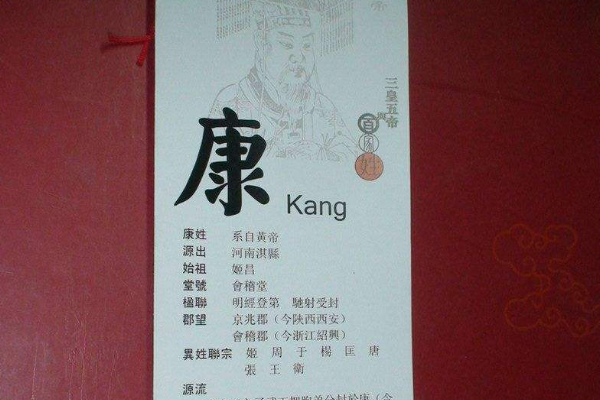 帝
三皇五帝
百
姓
康
Kang
康姓 系自黃帝
源出 河南淇縣
始祖 姬昌
堂號 會稽堂
楹聯 明經登第 馳射受封
郡望 京兆郡（今陝西西安）
會稽郡（今浙江紹興）
異姓聯宗 姬 周 于 楊 匡 唐
張 王 衛
源流